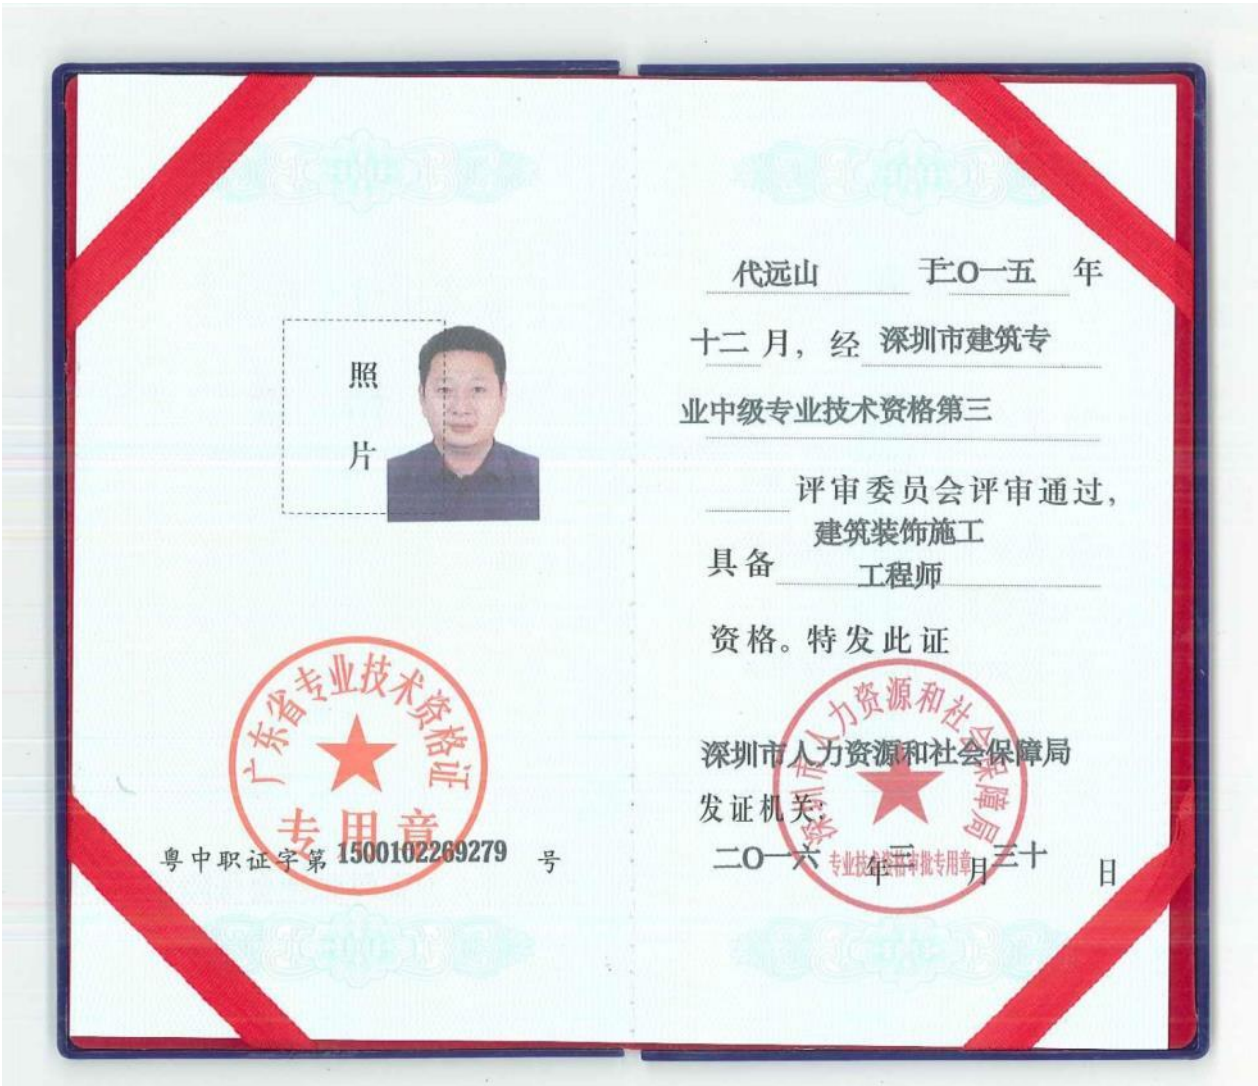 照
片
广东省专业技术资格证
专用章
粤中职证字第 1500102269279 号
代远山 于二0一五 年
十二 月，经 深圳市建筑专
业中级专业技术资格第三
评审委员会评审通过，
建筑装饰施工
具备 工程师
资格。特发此证
深圳市人力资源和社会保障局
深圳市人力资源和社会保障局
发证机关：
专业技术资格审批专用章
二0一六 年 三 月 三十 日